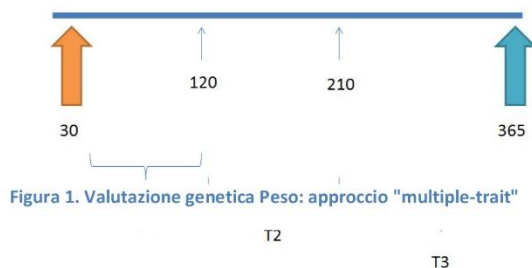 120 210
30 365
Figura 1. Valutazione genetica Peso: approccio "multiple-trait"
T2
T3